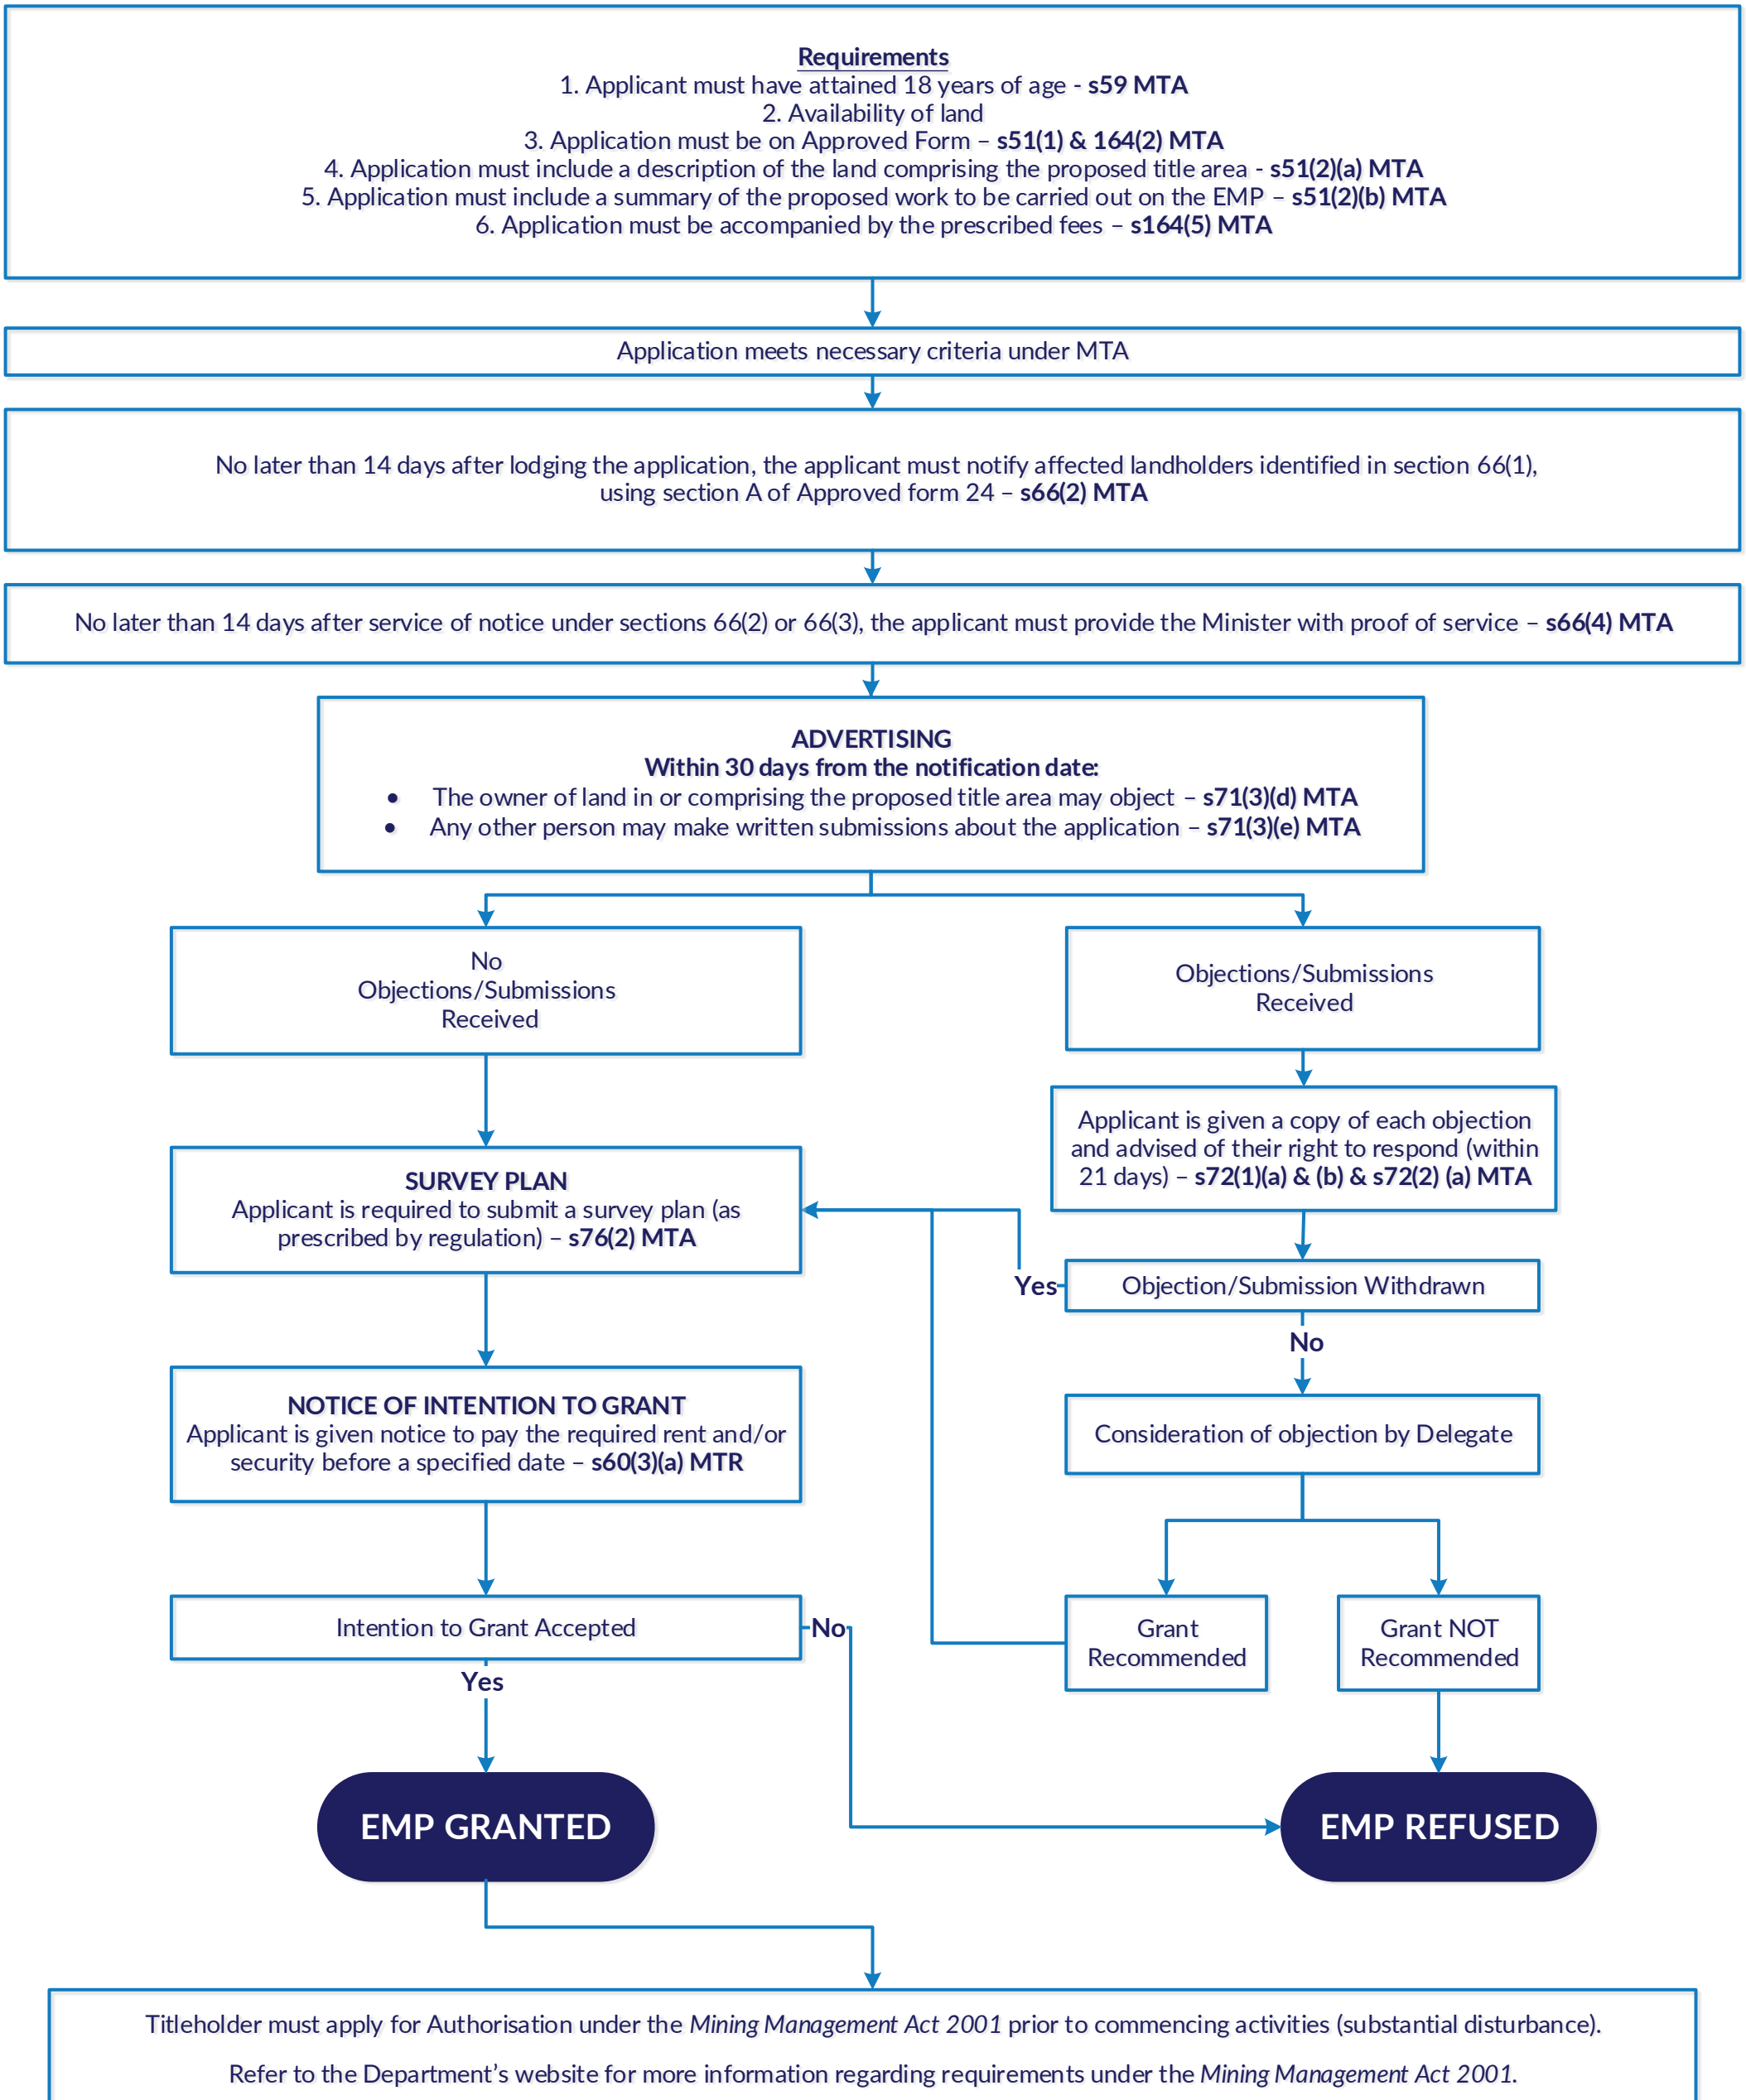 Requirements
1. Applicant must have attained 18 years of age - s59 MTA
2. Availability of land
3. Application must be on Approved Form – s51(1) & 164(2) MTA
4. Application must include a description of the land comprising the proposed title area - s51(2)(a) MTA
5. Application must include a summary of the proposed work to be carried out on the EMP – s51(2)(b) MTA
6. Application must be accompanied by the prescribed fees – s164(5) MTA
Application meets necessary criteria under MTA
No later than 14 days after lodging the application, the applicant must notify affected landholders identified in section 66(1),
using section A of Approved form 24 – s66(2) MTA
No later than 14 days after service of notice under sections 66(2) or 66(3), the applicant must provide the Minister with proof of service – s66(4) MTA
ADVERTISING
Within 30 days from the notification date:
• The owner of land in or comprising the proposed title area may object – s71(3)(d) MTA
• Any other person may make written submissions about the application – s71(3)(e) MTA
No
Objections/Submissions
Received
Objections/Submissions
Received
Applicant is given a copy of each objection
and advised of their right to respond (within
21 days) – s72(1)(a) & (b) & s72(2) (a) MTA
SURVEY PLAN
Applicant is required to submit a survey plan (as
prescribed by regulation) – s76(2) MTA
Yes
Objection/Submission Withdrawn
No
NOTICE OF INTENTION TO GRANT
Applicant is given notice to pay the required rent and/or
security before a specified date – s60(3)(a) MTR
Consideration of objection by Delegate
Intention to Grant Accepted
No
Yes
Grant
Recommended
Grant NOT
Recommended
EMP GRANTED
EMP REFUSED
Titleholder must apply for Authorisation under the Mining Management Act 2001 prior to commencing activities (substantial disturbance).
Refer to the Department’s website for more information regarding requirements under the Mining Management Act 2001.